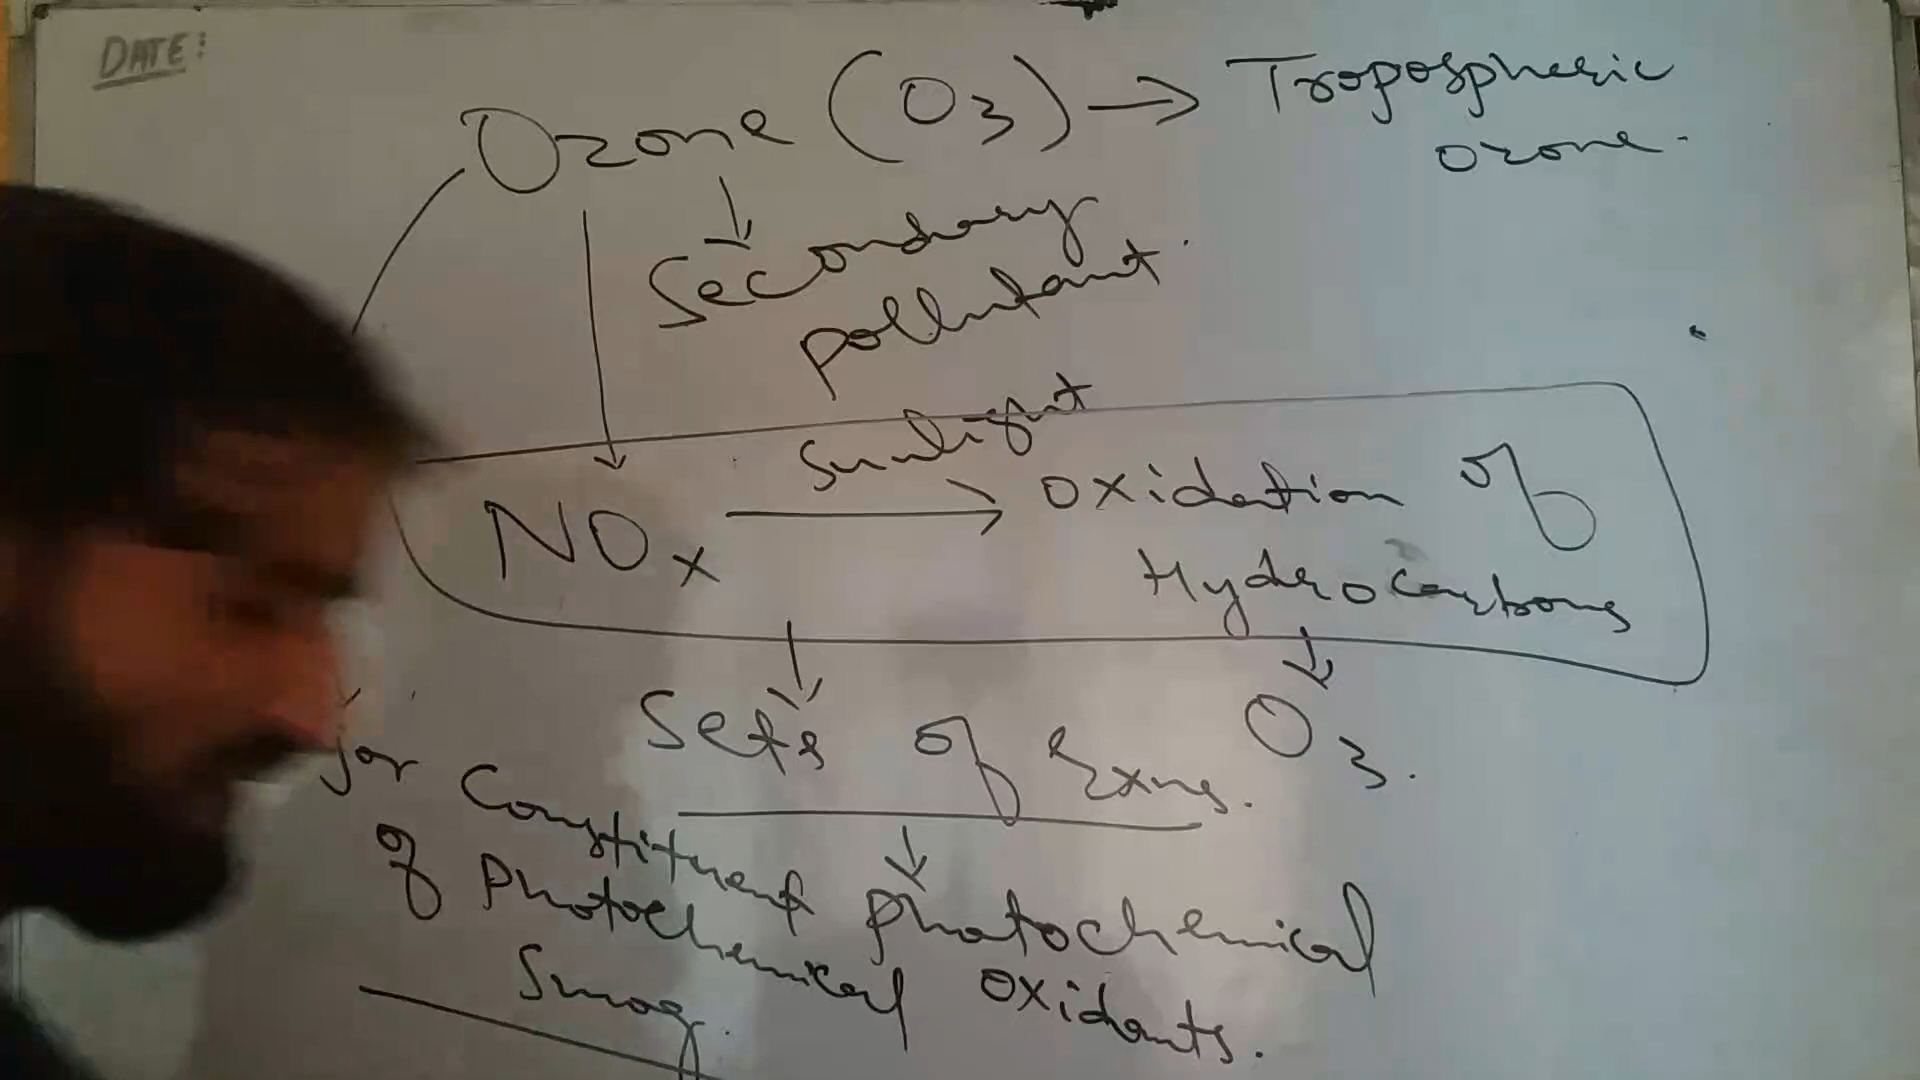 DATE:
Ozone (O3) → Tropospheric
ozone.
Secondary
pollutant.
Sunlight
NOx → oxidation of
Hydrocarbons
Sets of rxns.
O3.
jor Constituent
of Photochemical
Smog.
photochemical
oxidants.